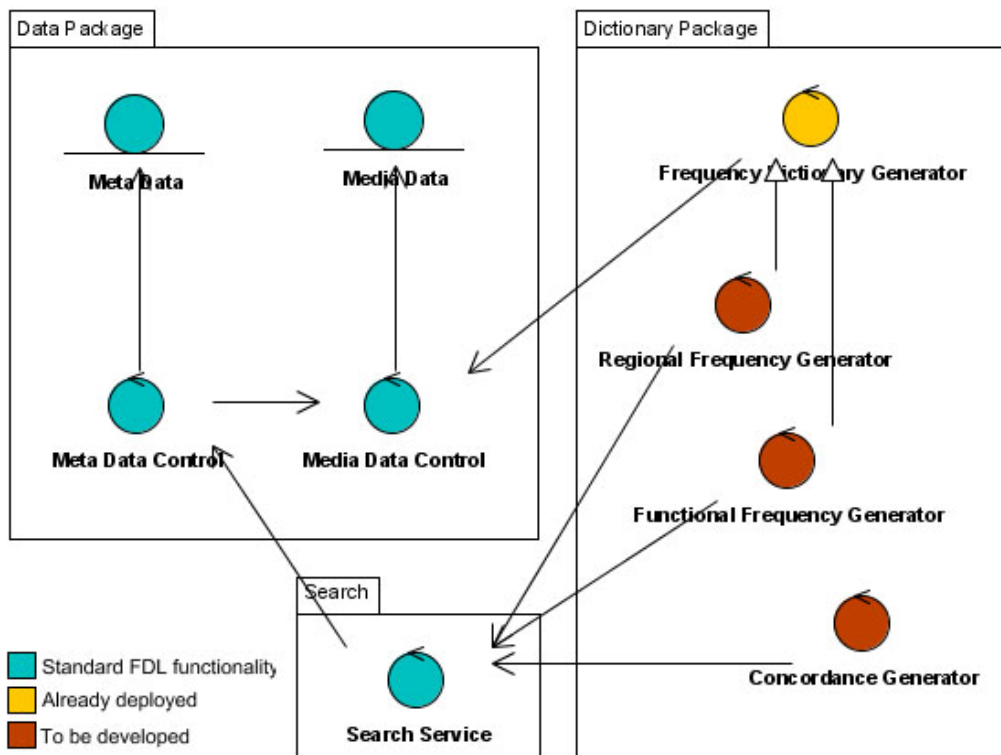 Data Package
Dictionary Package
Meta Data
Media Data
Frequency Dictionary Generator
Regional Frequency Generator
Meta Data Control
Media Data Control
Functional Frequency Generator
Search
Standard FDL functionality
Already deployed
To be developed
Concordance Generator
Search Service